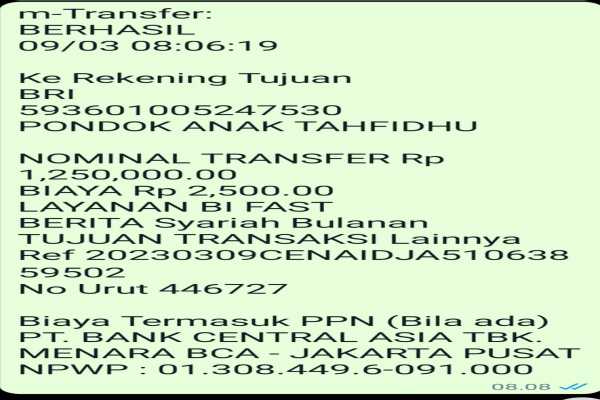 m-Transfer:
BERHASIL
09/03 08:06:19
Ke Rekening Tujuan
BRI
593601005247530
PONDOK ANAK TAHFIDHU
NOMINAL TRANSFER Rp
1,250,000.00
BIAYA Rp 2,500.00
LAYANAN BI FAST
BERITA Syariah Bulanan
TUJUAN TRANSAKSI Lainnya
Ref 20230309CENAIDJA510638
59502
No Urut 446727
Biaya Termasuk PPN (Bila ada)
PT. BANK CENTRAL ASIA TBK.
MENARA BCA - JAKARTA PUSAT
NPWP : 01.308.449.6-091.000
08.08